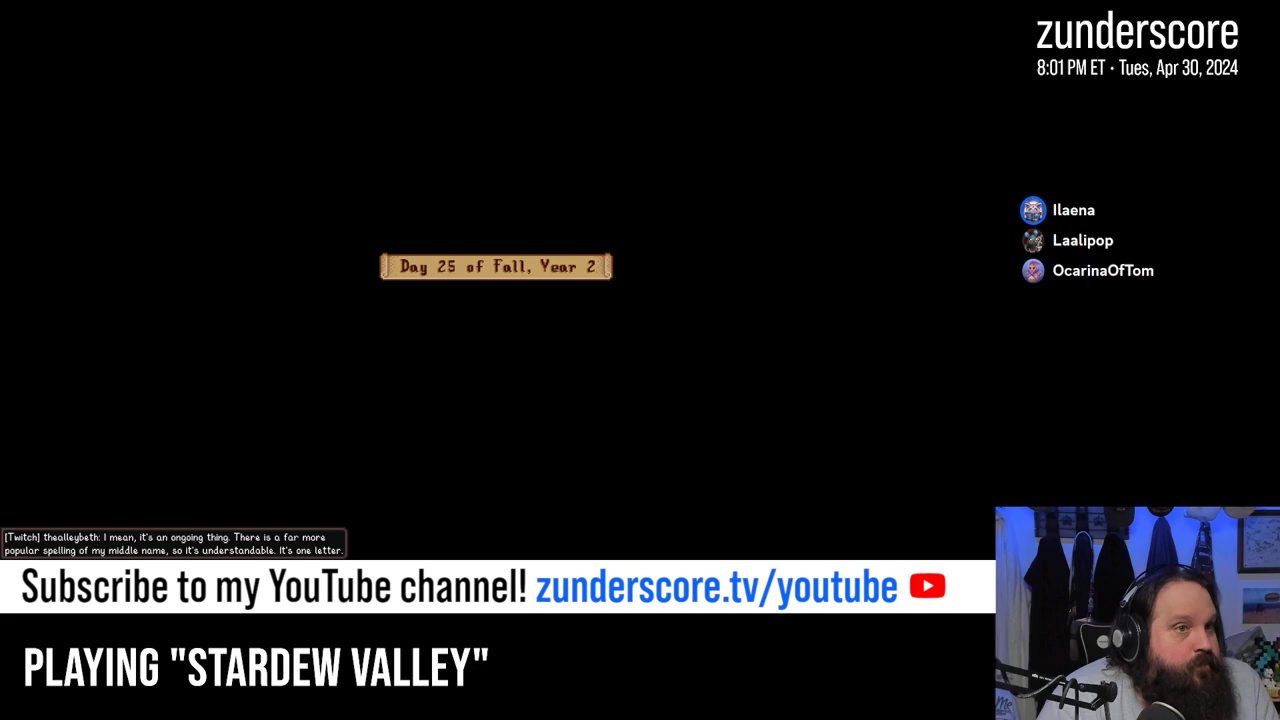 zunderscore
8:01 PM ET • Tues, Apr 30, 2024
Ilaena
Laalipop
OcarinaOfTom
Day 25 of Fall, Year 2
[Twitch] thealleybeth: I mean, it's an ongoing thing. There is a far more
popular spelling of my middle name, so it's understandable. It's one letter.
Subscribe to my YouTube channel! zunderscore.tv/youtube
PLAYING "STARDEW VALLEY"